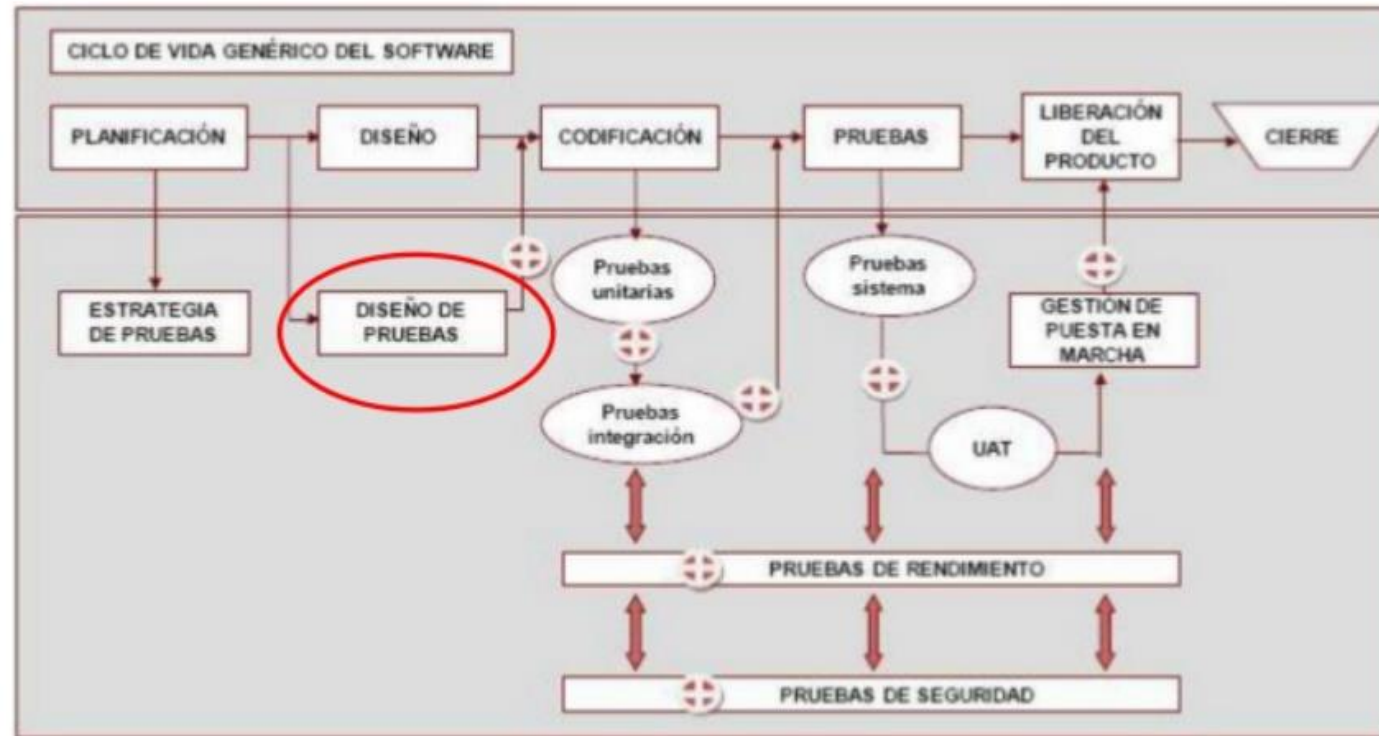 CICLO DE VIDA GENÉRICO DEL SOFTWARE
PLANIFICACIÓN
DISEÑO
CODIFICACIÓN
PRUEBAS
LIBERACIÓN
DEL
PRODUCTO
CIERRE
ESTRATEGIA
DE PRUEBAS
DISEÑO DE
PRUEBAS
Pruebas
unitarias
Pruebas
sistema
GESTIÓN DE
PUESTA EN
MARCHA
Pruebas
integración
UAT
PRUEBAS DE RENDIMIENTO
PRUEBAS DE SEGURIDAD